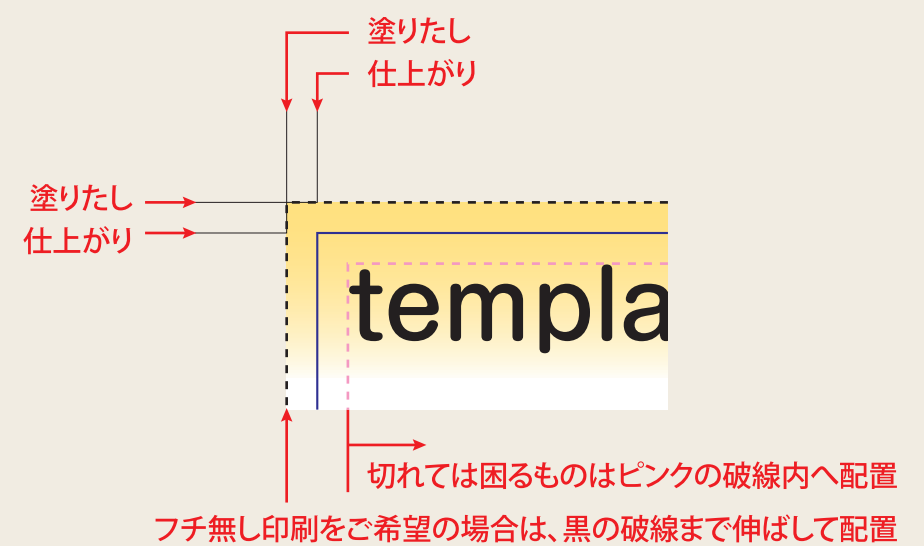 塗りたし
仕上がり
塗りたし
仕上がり
templa
切れては困るものはピンクの破線内へ配置
フチ無し印刷をご希望の場合は、黒の破線まで伸ばして配置